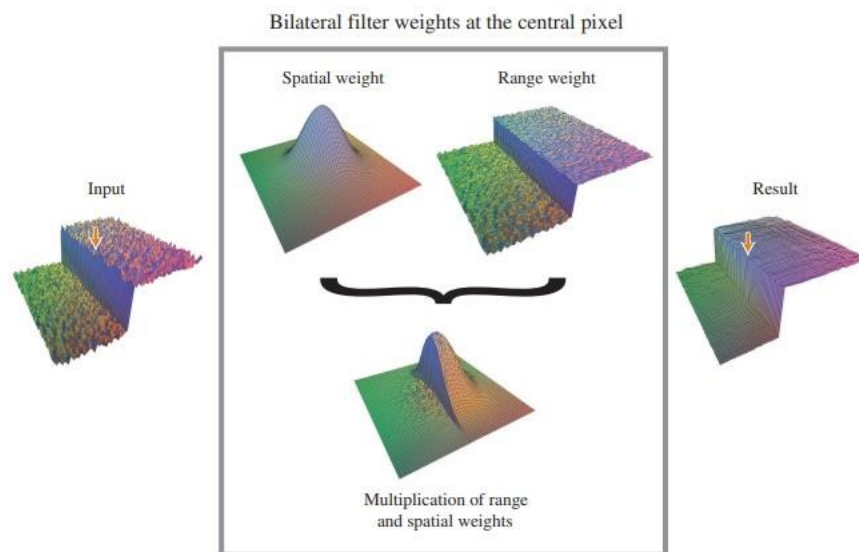 Bilateral filter weights at the central pixel
Spatial weight
Range weight
Input
Result
Multiplication of range
and spatial weights